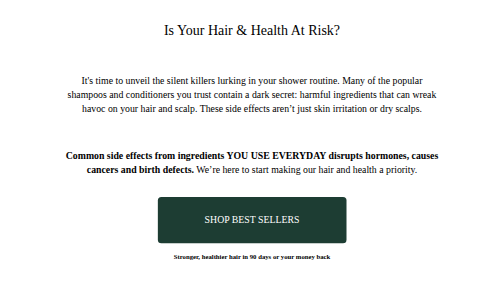 Is Your Hair & Health At Risk?
It's time to unveil the silent killers lurking in your shower routine. Many of the popular
shampoos and conditioners you trust contain a dark secret: harmful ingredients that can wreak
havoc on your hair and scalp. These side effects aren’t just skin irritation or dry scalps.
Common side effects from ingredients YOU USE EVERYDAY disrupts hormones, causes
cancers and birth defects. We’re here to start making our hair and health a priority.
SHOP BEST SELLERS
Stronger, healthier hair in 90 days or your money back